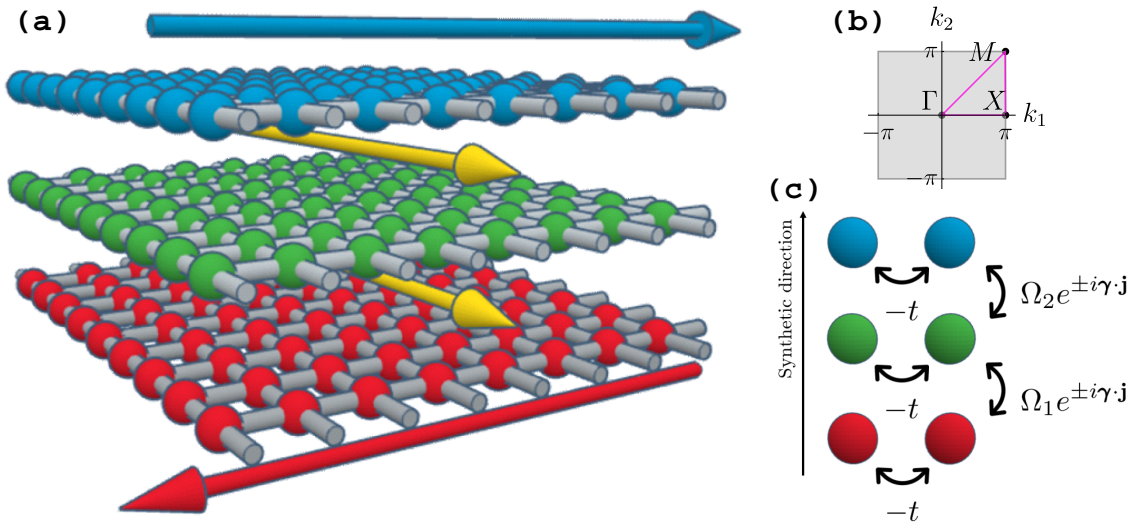 (a)
(b)
k₂
π
M
Γ
X
k₁
−π
π
−π
(c)
Synthetic direction
−t
Ω₂e^{±iγ·j}
−t
Ω₁e^{±iγ·j}
−t